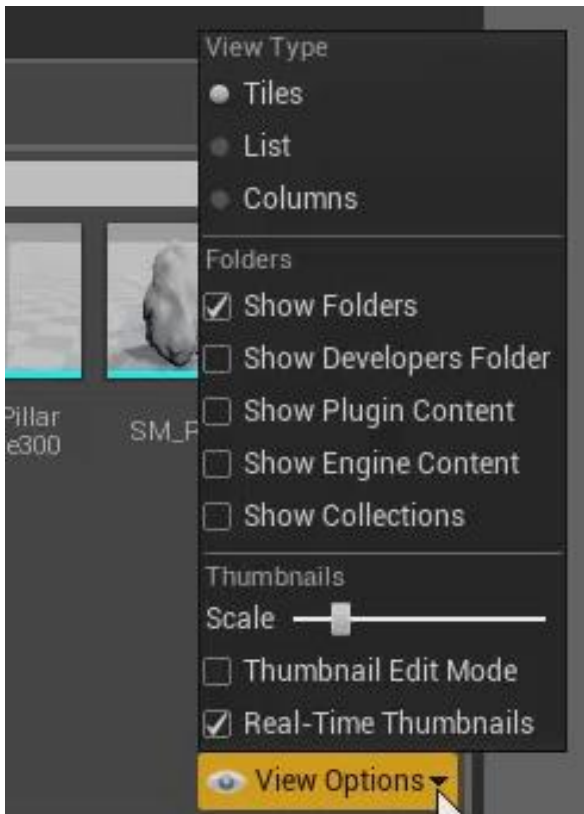 View Type
Tiles
List
Columns
Folders
Show Folders
Show Developers Folder
Show Plugin Content
Show Engine Content
Show Collections
Pillar
e300
SM_
Thumbnails
Scale
Thumbnail Edit Mode
Real-Time Thumbnails
View Options